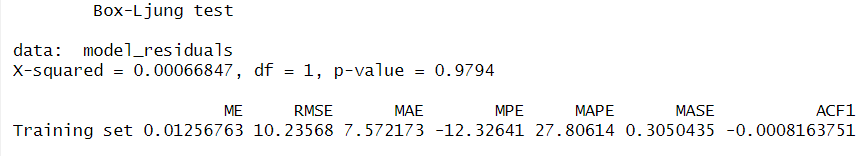 Box-Ljung test
data: model_residuals
X-squared = 0.00066847, df = 1, p-value = 0.9794
ME RMSE MAE MPE MAPE MASE ACF1
Training set 0.01256763 10.23568 7.572173 -12.32641 27.80614 0.3050435 -0.0008163751